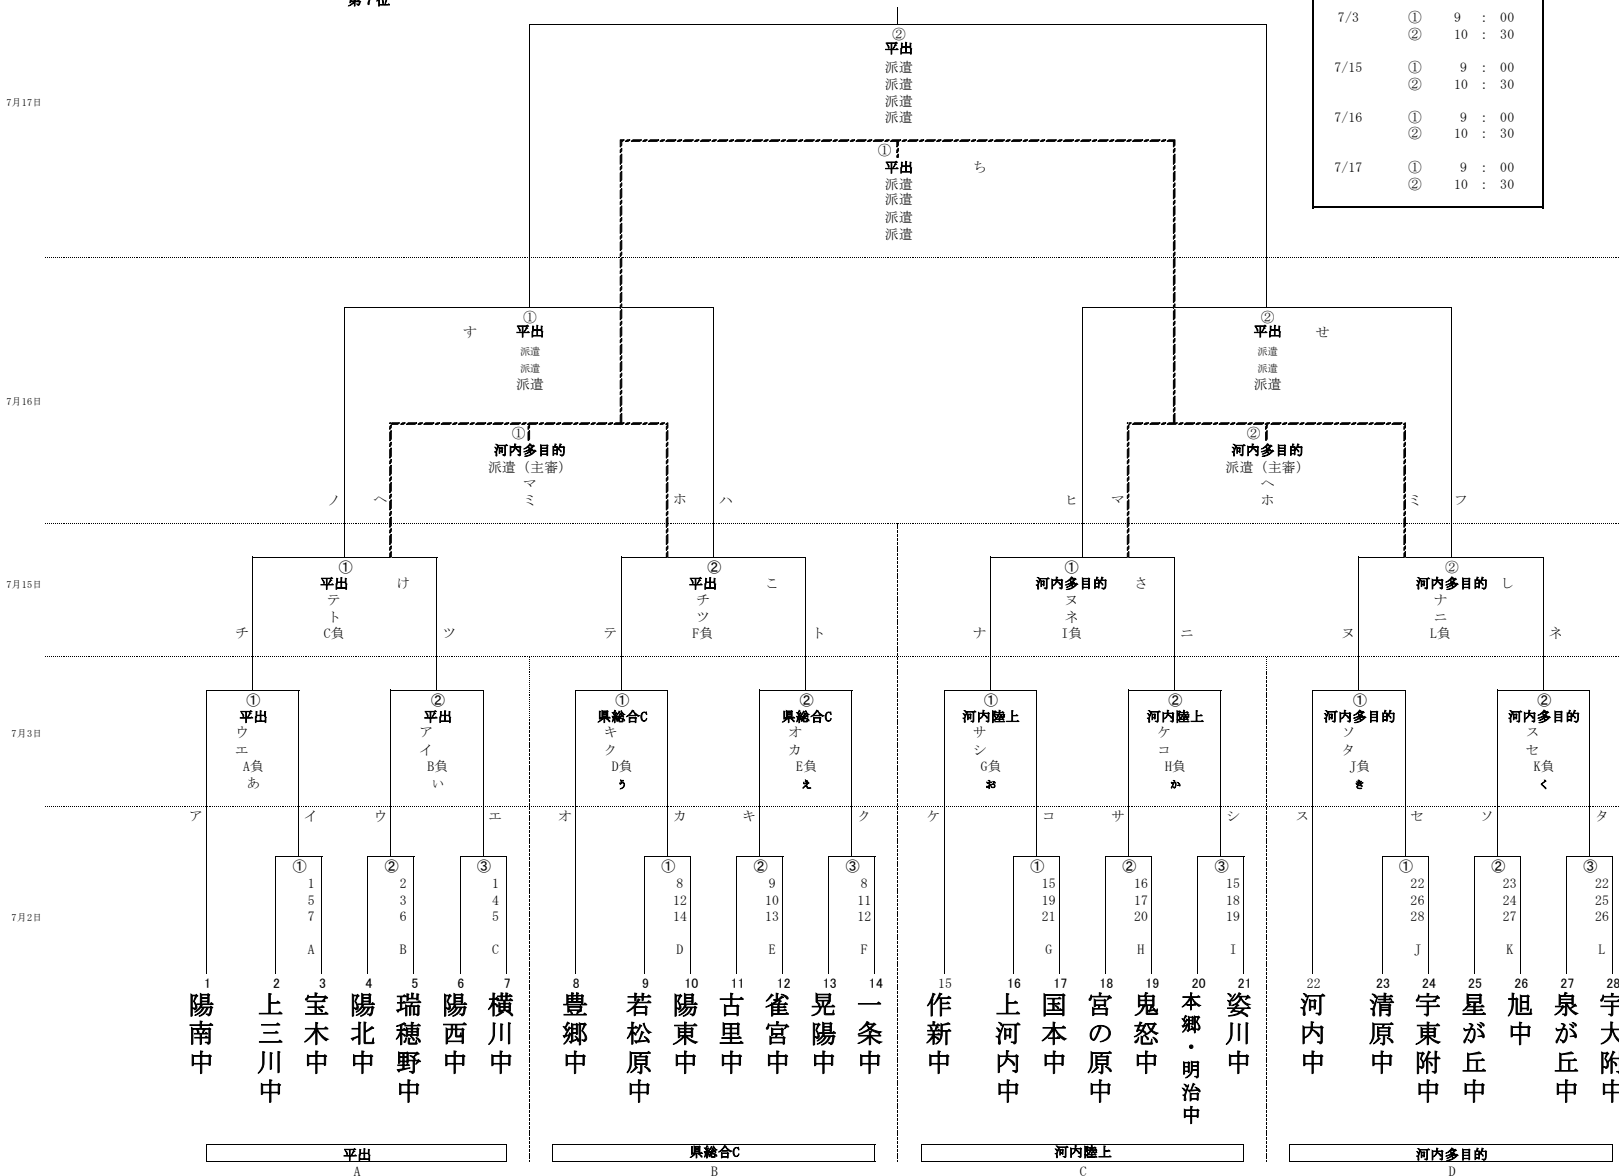 第7位
7/3 ① 9 : 00
② 10 : 30
7/15 ① 9 : 00
② 10 : 30
7/16 ① 9 : 00
② 10 : 30
7/17 ① 9 : 00
② 10 : 30
②
平出
派遣
派遣
派遣
派遣
7月17日
①
平出 ち
派遣
派遣
派遣
派遣
① ②
す 平出 平出 せ
派遣 派遣
派遣 派遣
派遣 派遣
7月16日
① ②
河内多目的 河内多目的
派遣（主審） 派遣（主審）
マ ヘ
ノ ヘ ミ ホ ハ ヒ マ ホ ミ フ
① ② ① ②
7月15日 平出 け 平出 こ 河内多目的 さ 河内多目的 し
テ チ ヌ ナ
ト ツ ネ ニ
チ C負 ツ テ F負 ト ナ I負 ニ ヌ L負 ネ
① ② ① ② ① ② ① ②
平出 平出 県総合C 県総合C 河内陸上 河内陸上 河内多目的 河内多目的
7月3日 ウ ア キ オ サ ケ ソ ス
エ イ ク カ シ コ タ セ
A負 B負 D負 E負 G負 H負 J負 K負
あ い う え お か き く
ア イ ウ エ オ カ キ ク ケ コ サ シ ス セ ソ タ
① ② ③ ① ② ③ ① ② ③ ① ② ③
1 2 1 8 9 8 15 16 15 22 23 22
5 3 4 12 10 11 19 17 18 26 24 25
7月2日 7 6 5 14 13 12 21 20 19 28 27 26
A B C D E F G H I J K L
1 2 3 4 5 6 7 8 9 10 11 12 13 14 15 16 17 18 19 20 21 22 23 24 25 26 27 28
陽南中
上三川中
宝木中
陽北中
瑞穂野中
陽西中
横川中
豊郷中
若松原中
陽東中
古里中
雀宮中
晃陽中
一条中
作新中
上河内中
国本中
宮の原中
鬼怒中
本郷・明治中
姿川中
河内中
清原中
宇東附中
星が丘中
旭中
泉が丘中
宇大附中
平出 県総合C 河内陸上 河内多目的
A B C D